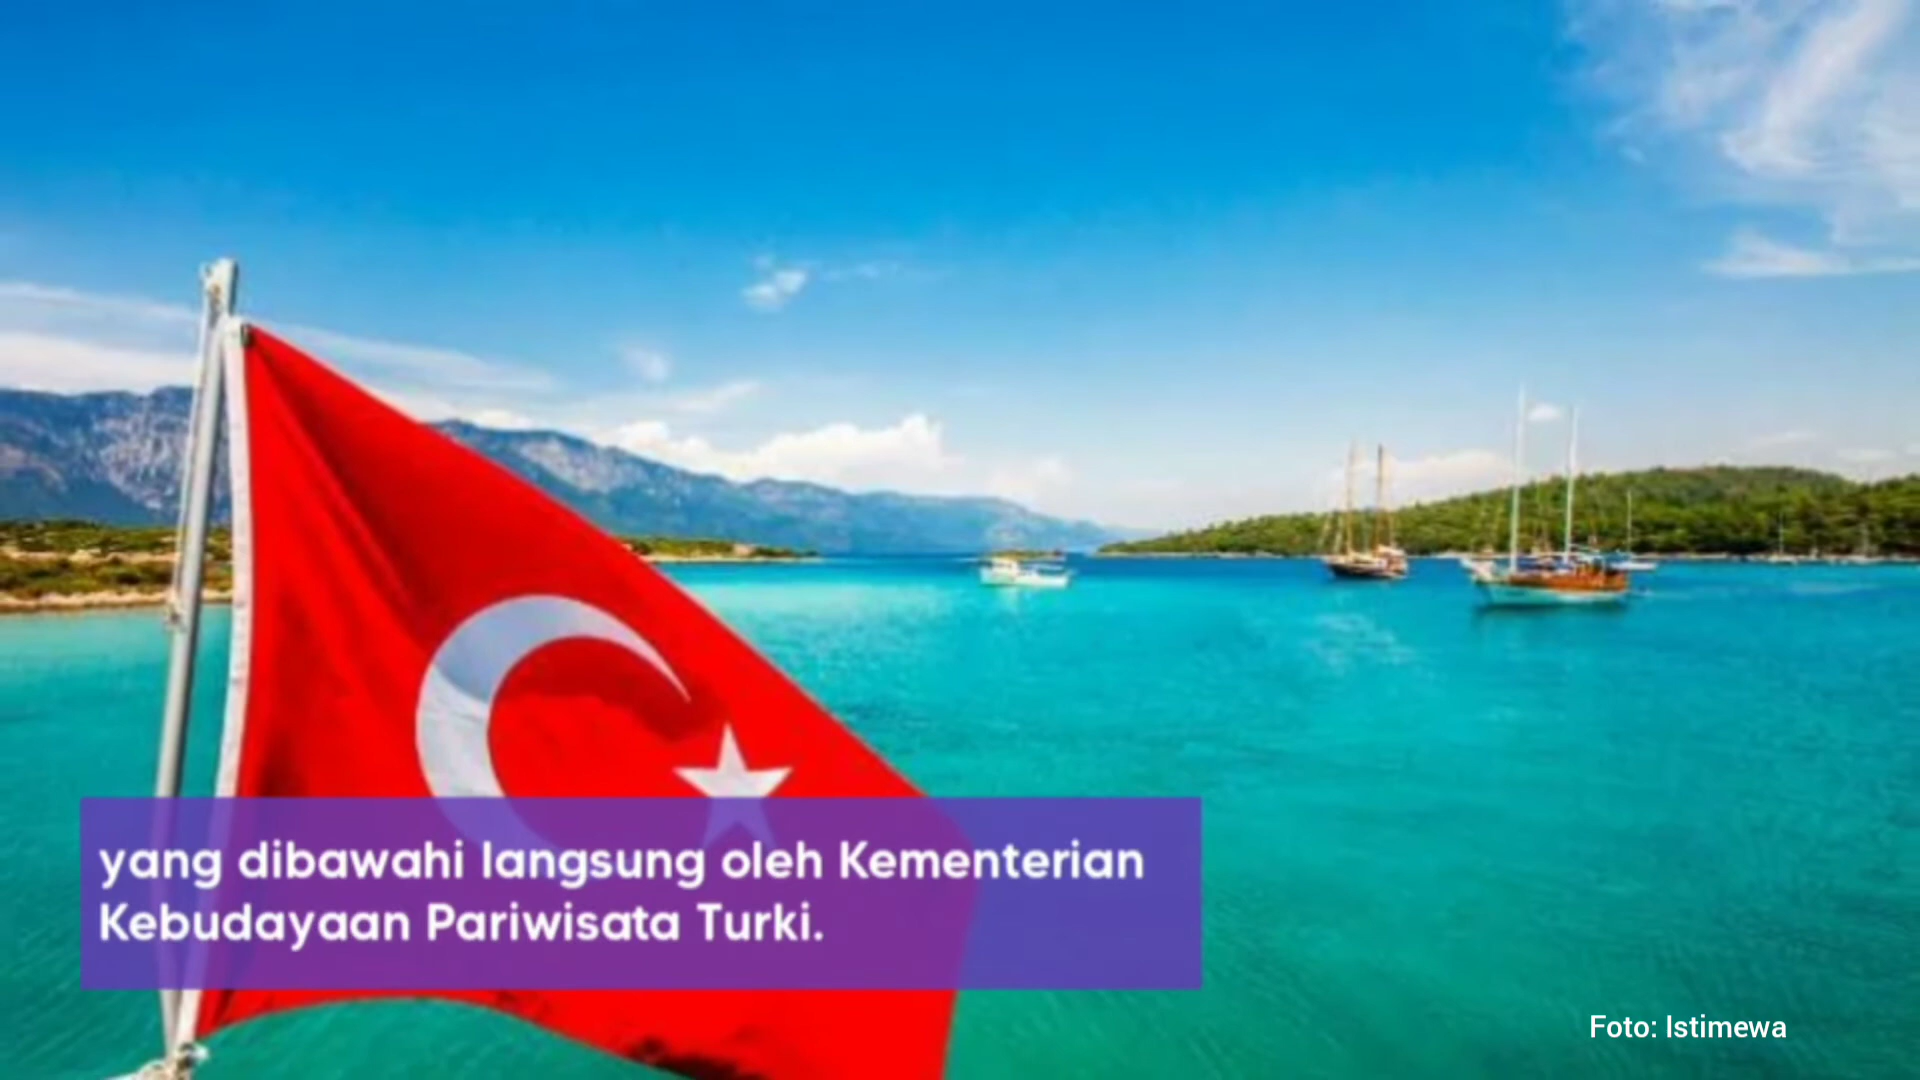 yang dibawahi langsung oleh Kementerian
Kebudayaan Pariwisata Turki.
Foto: Istimewa